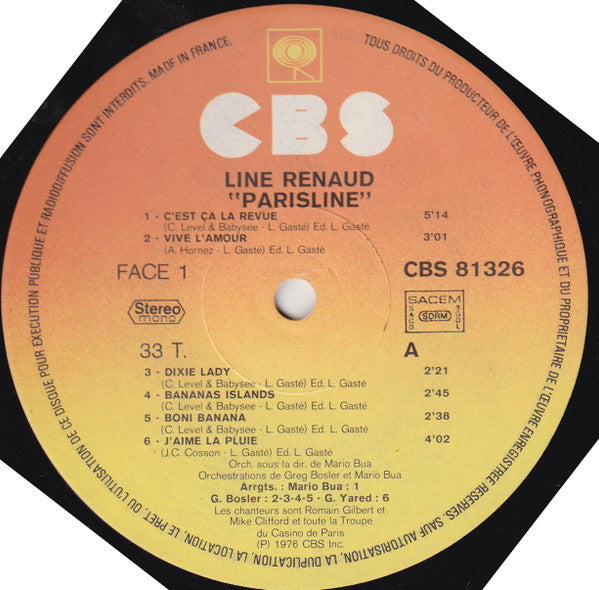 CBS
LINE RENAUD
"PARISLINE"
1 - C'EST ÇA LA REVUE 5'14
(C. Level & Babysee - L. Gasté) Ed. L. Gasté
2 - VIVE L'AMOUR 3'01
(A. Hornez - L. Gasté) Ed. L. Gasté
FACE 1 CBS 81326
Stereo
mono
SACEM
SACD SDRM SGDL
33 T. A
3 - DIXIE LADY 2'21
(C. Level & Babysee - L. Gasté) Ed. L. Gasté
4 - BANANAS ISLANDS 2'45
(C. Level & Babysee - L. Gasté) Ed. L. Gasté
5 - BONI BANANA 2'38
(C. Level & Babysee - L. Gasté) Ed. L. Gasté
6 - J'AIME LA PLUIE 4'02
(J.C. Cosson - L. Gasté) Ed. L. Gasté
Orch. sous la dir. de Mario Bua
Orchestrations de Greg Bosler et Mario Bua
Arrgts. : Mario Bua : 1
G. Bosler : 2-3-4-5 - G. Yared : 6
Les chanteurs sont Romain Gilbert et
Mike Clifford et toute la Troupe
du Casino de Paris
(P) 1976 CBS Inc.
TOUS DROITS DU PRODUCTEUR DE L'ŒUVRE PHONOGRAPHIQUE ET DU PROPRIETAIRE DE L'ŒUVRE ENREGISTREE RESERVES. SAUF AUTORISATION, LA DUPLICATION, LA LOCATION, LE PRET, OU L'UTILISATION DE CE DISQUE POUR EXECUTION PUBLIQUE ET RADIODIFFUSION SONT INTERDITS. MADE IN FRANCE.